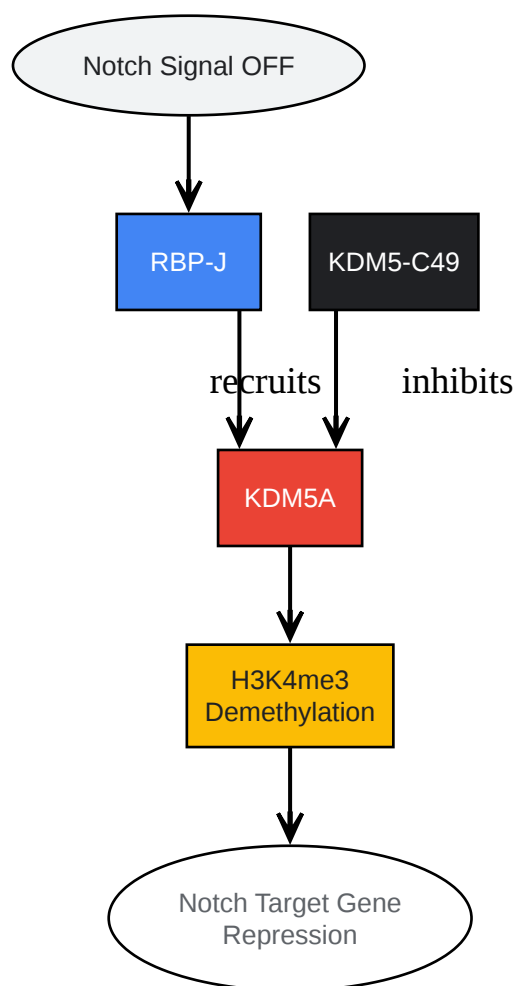 Notch Signal OFF
RBP-J
KDM5-C49
recruits
inhibits
KDM5A
H3K4me3
Demethylation
Notch Target Gene
Repression